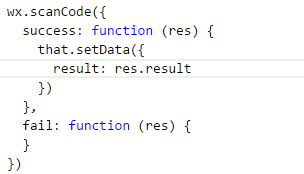 wx.scanCode({
  success: function (res) {
    that.setData({
      result: res.result
    })
  },
  fail: function (res) {
  }
})